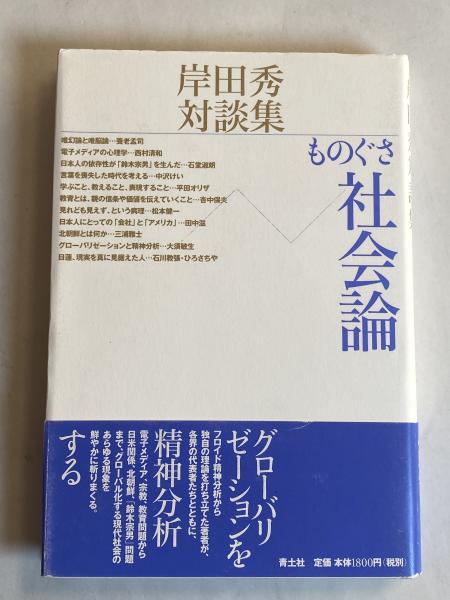 岸田秀
対談集
ものぐさ
社会論
唯幻論と唯脳論…養老孟司
電子メディアの心理学…西村清和
日本人の依存性が「鈴木宗男」を生んだ…石堂淑朗
言葉を喪失した時代を考える…中沢けい
学ぶこと、教えること、表現すること…平田オリザ
教育とは、親の信条や価値を伝えていくこと…吉中保夫
見れども見えず、という病理…松本健一
日本人にとっての「会社」と「アメリカ」…田中滋
北朝鮮とは何か…三浦雅士
グローバリゼーションと精神分析…大須敏生
日蓮、現実を真に見据えた人…石川教張・ひろさちや
グローバリ
ゼーションを
精神分析
する
フロイド精神分析から
独自の理論を打ち立てた著者が、
各界の代表者たちとともに、
電子メディア、宗教、教育問題から
日米関係、北朝鮮、「鈴木宗男」問題
まで、グローバル化する現代社会の
あらゆる現象を
鮮やかに斬りまくる。
青土社 定価 本体1800円(税別)